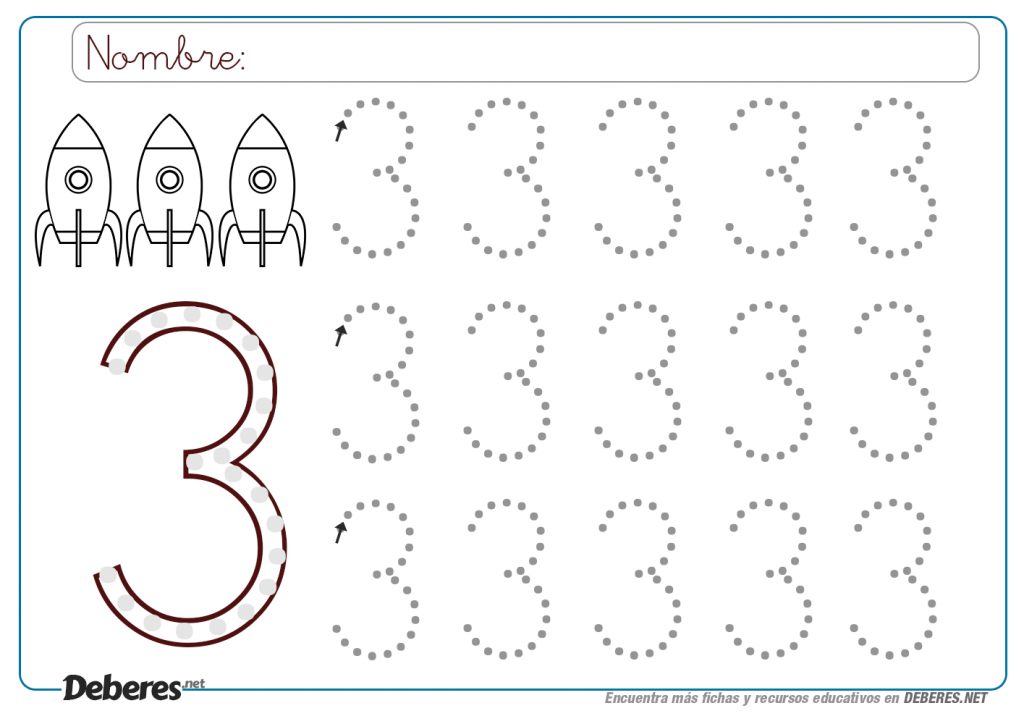 Nombre:
3 3 3 3 3
3
3 3 3 3 3
3 3 3 3 3
Deberes.net
Encuentra más fichas y recursos educativos en DEBERES.NET